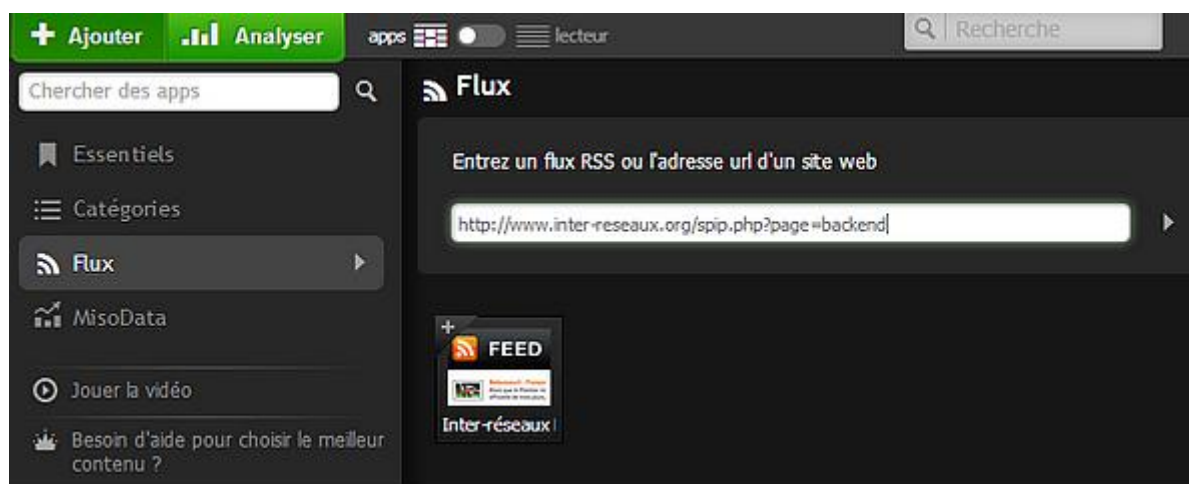 Ajouter
Analyser
apps
lecteur
Recherche
Chercher des apps
Essentiels
Catégories
Flux
MisoData
Jouer la vidéo
Besoin d'aide pour choisir le meilleur
contenu ?
Flux
Entrez un flux RSS ou l'adresse url d'un site web
http://www.inter-reseaux.org/spip.php?page=backend
FEED
Inter-réseaux